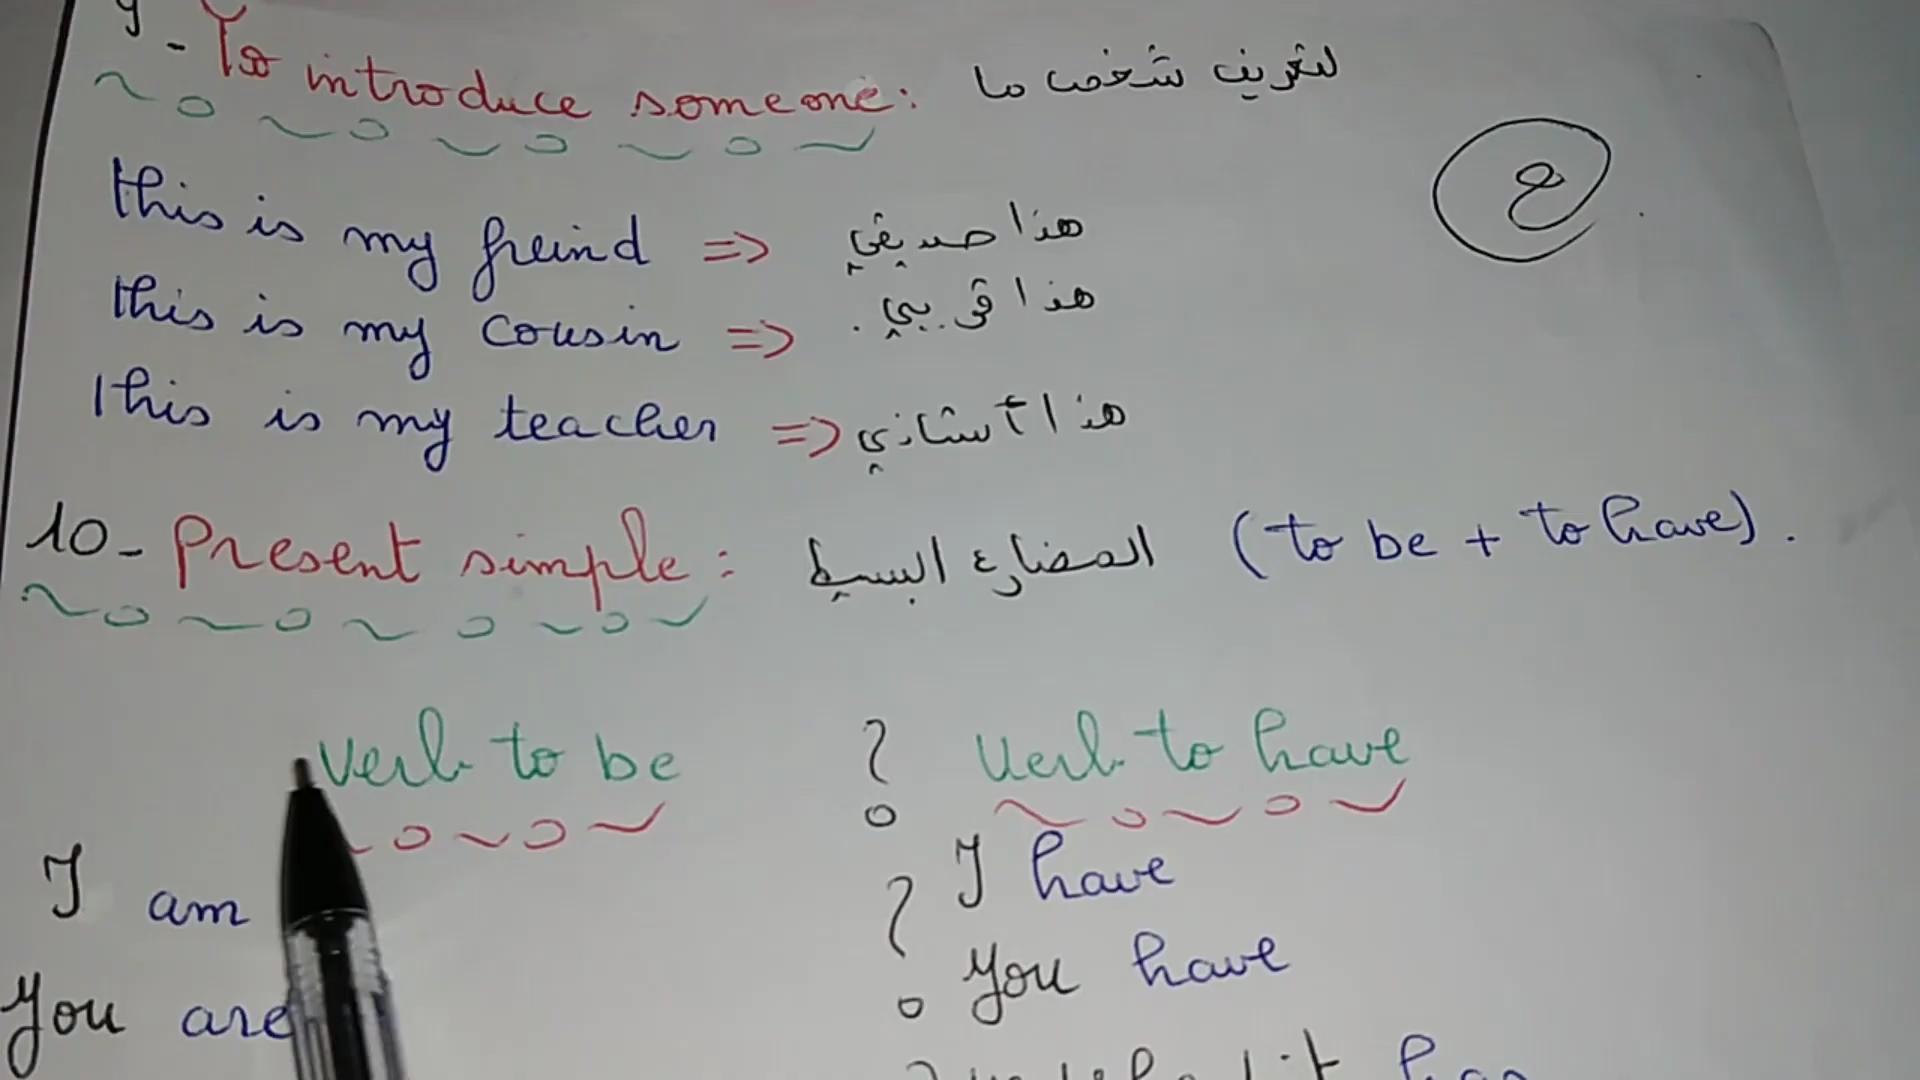 9- To introduce someone: لتعريف شخص ما
this is my freind => هذا صديقي
this is my cousin => هذا قريبي.
This is my teacher => هذا أستاذي
10- Present simple: المضارع البسيط (to be + to have).
Verb to be
Verb to have
I am
I have
You are
You have
it has